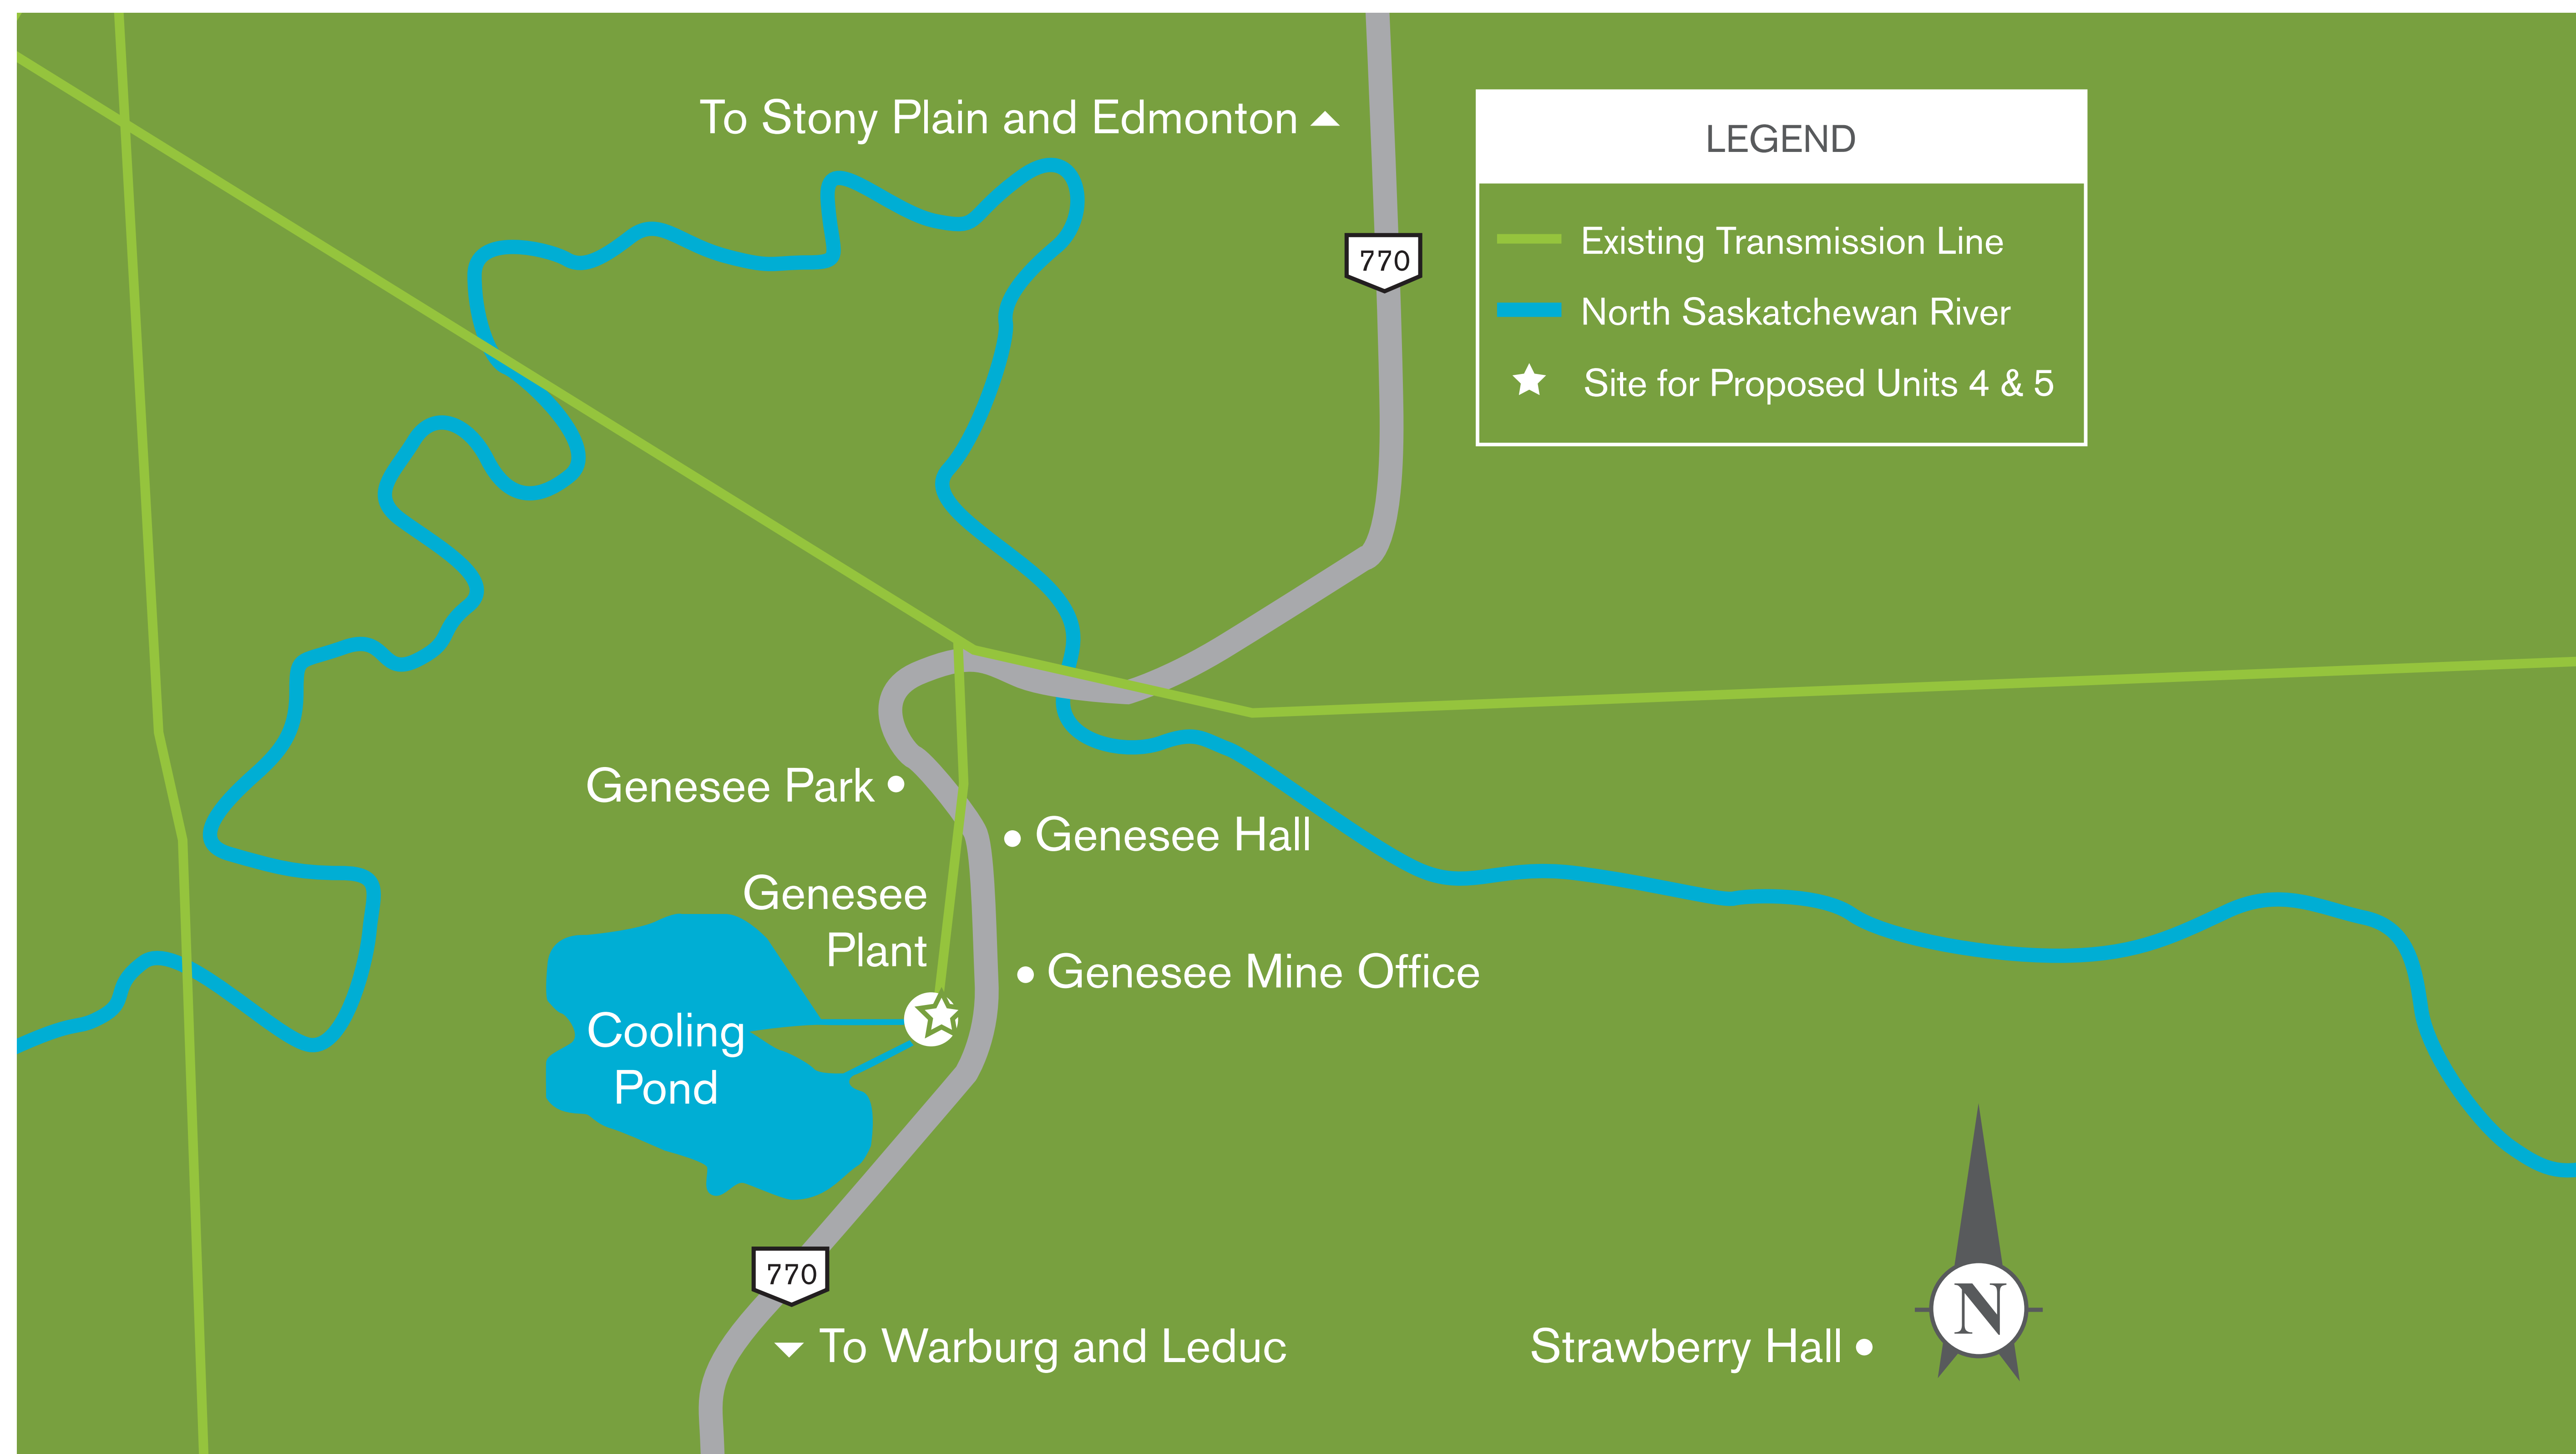 To Stony Plain and Edmonton
LEGEND
Existing Transmission Line
North Saskatchewan River
Site for Proposed Units 4 & 5
770
Genesee Park
Genesee Hall
Genesee
Plant
Genesee Mine Office
Cooling
Pond
770
To Warburg and Leduc
Strawberry Hall
N